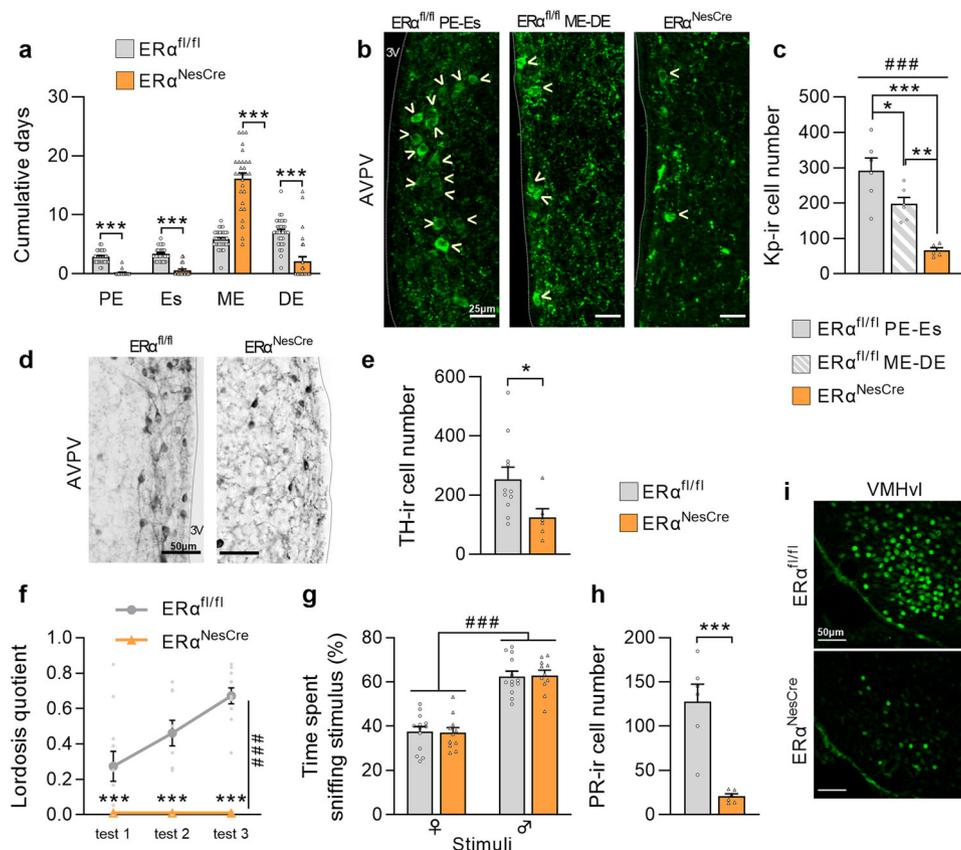 a
ERα fl/fl
ERα NesCre
Cumulative days
30
20
10
0
***
***
***
***
PE
Es
ME
DE
b
ERα fl/fl PE-Es
ERα fl/fl ME-DE
ERα NesCre
3V
AVPV
25µm
c
###
***
*
**
Kp-ir cell number
500
400
300
200
100
0
ERα fl/fl PE-Es
ERα fl/fl ME-DE
ERα NesCre
d
ERα fl/fl
ERα NesCre
AVPV
3V
50µm
e
TH-ir cell number
600
400
200
0
*
ERα fl/fl
ERα NesCre
f
ERα fl/fl
ERα NesCre
Lordosis quotient
1.0
0.8
0.6
0.4
0.2
0.0
***
***
***
###
test 1
test 2
test 3
g
Time spent
sniffing stimulus (%)
80
60
40
20
0
###
♀
♂
Stimuli
h
PR-ir cell number
200
150
100
50
0
***
i
VMHvl
ERα fl/fl
50µm
ERα NesCre